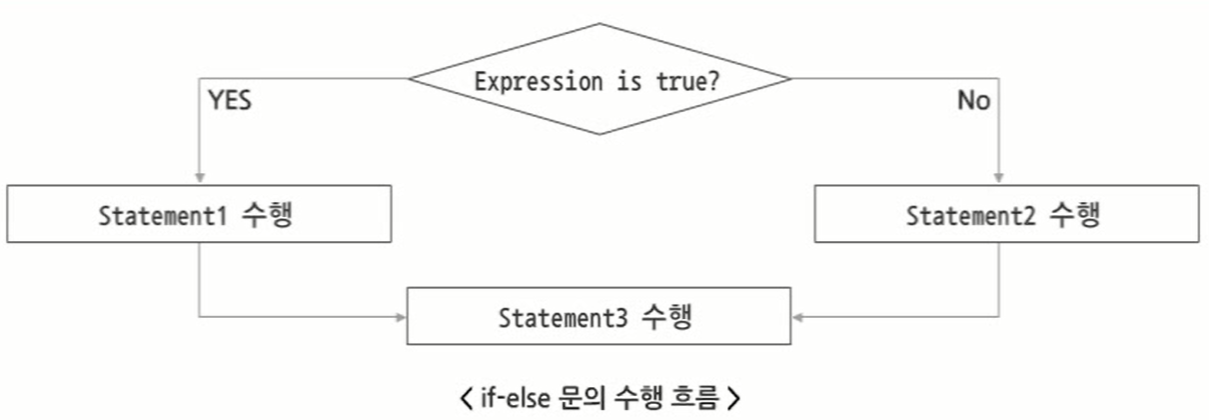 Expression is true?
YES
No
Statement1 수행
Statement2 수행
Statement3 수행
< if-else 문의 수행 흐름 >